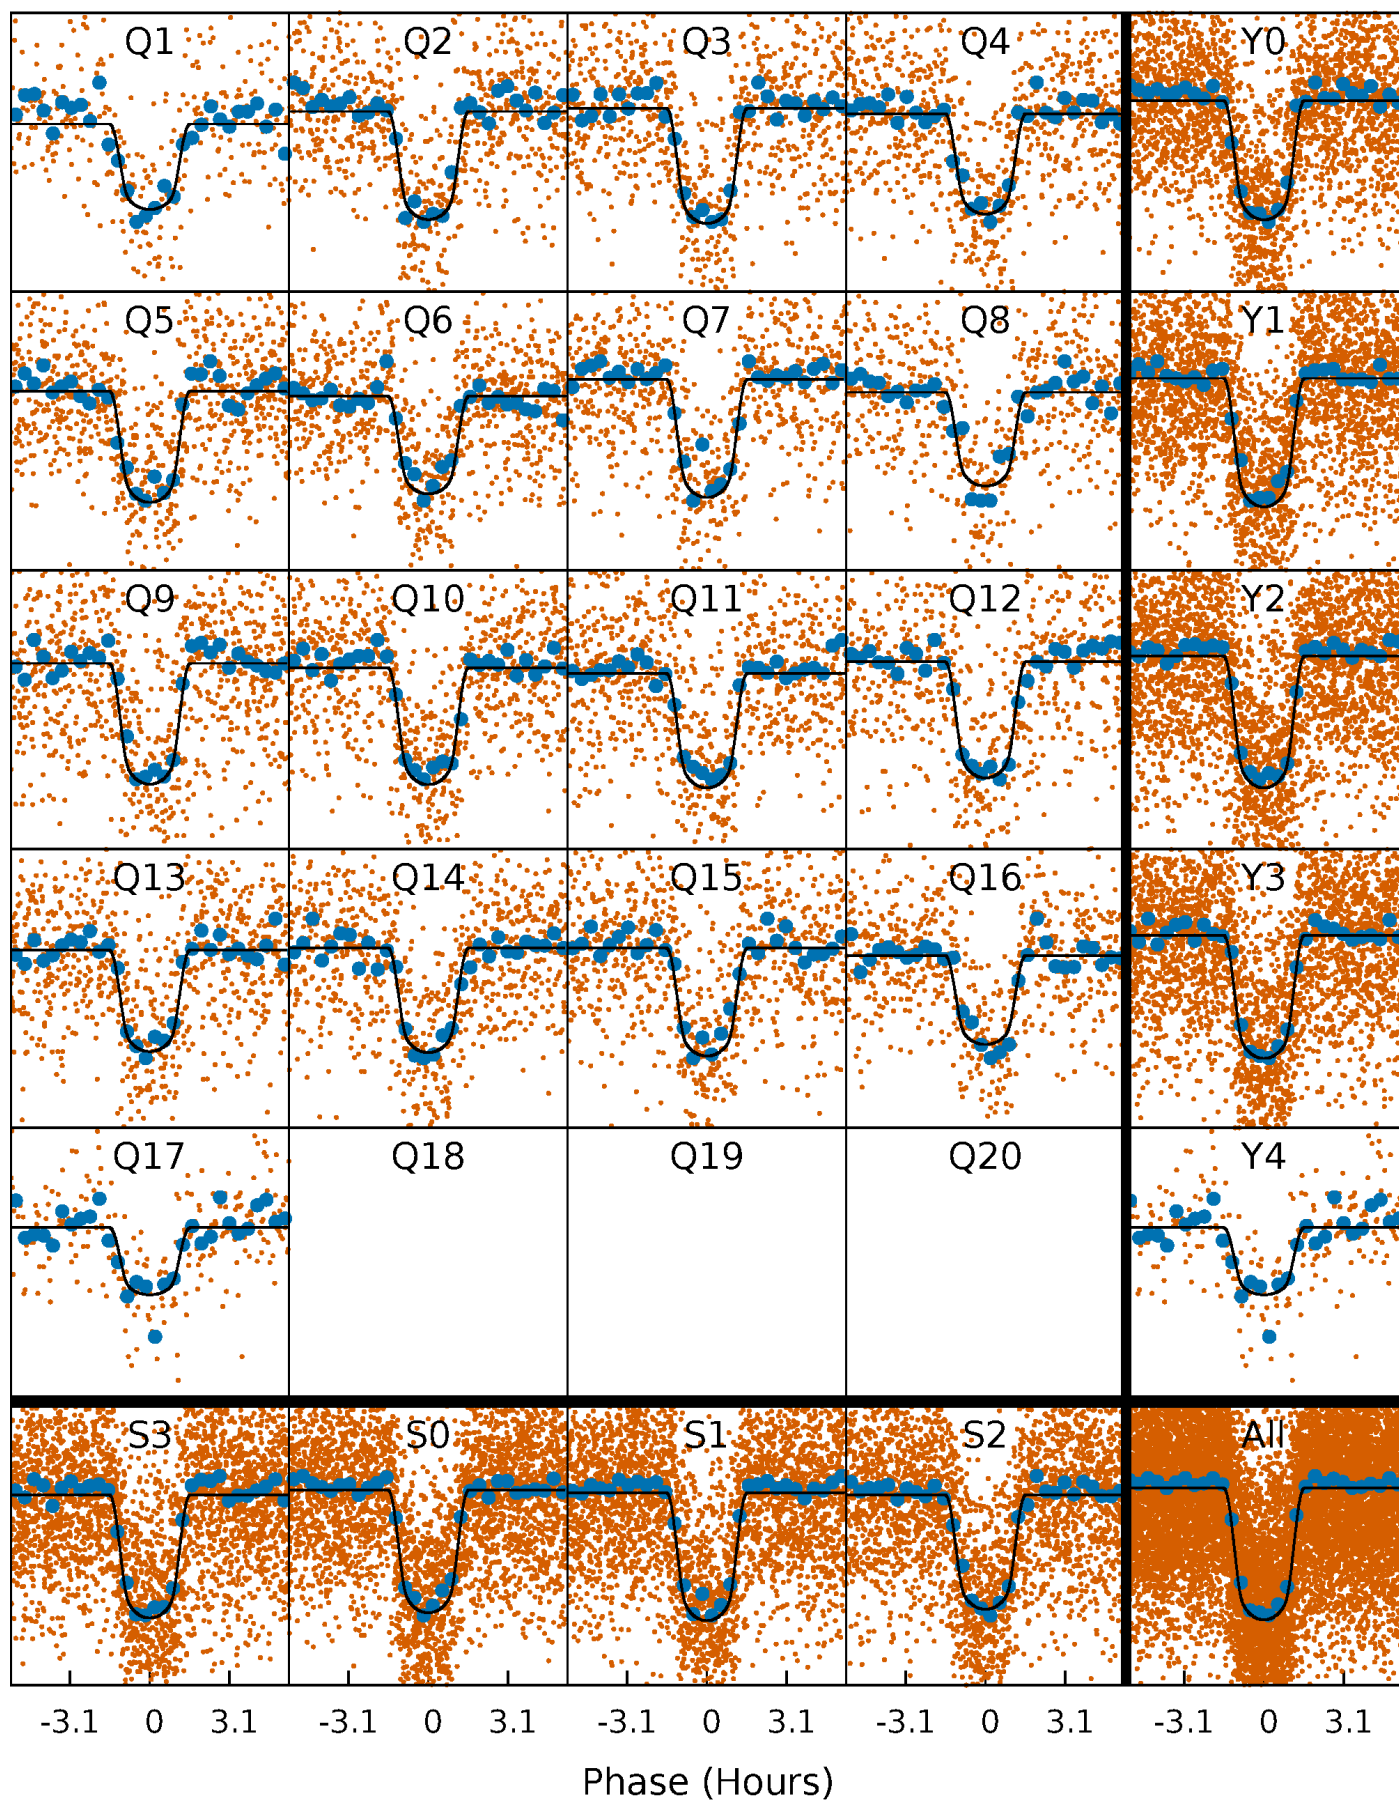 Q1 Q2 Q3 Q4 Y0
Q5 Q6 Q7 Q8 Y1
Q9 Q10 Q11 Q12 Y2
Q13 Q14 Q15 Q16 Y3
Q17 Q18 Q19 Q20 Y4
S3 S0 S1 S2 All
-3.1 0 3.1 -3.1 0 3.1 -3.1 0 3.1 -3.1 0 3.1 -3.1 0 3.1
Phase (Hours)